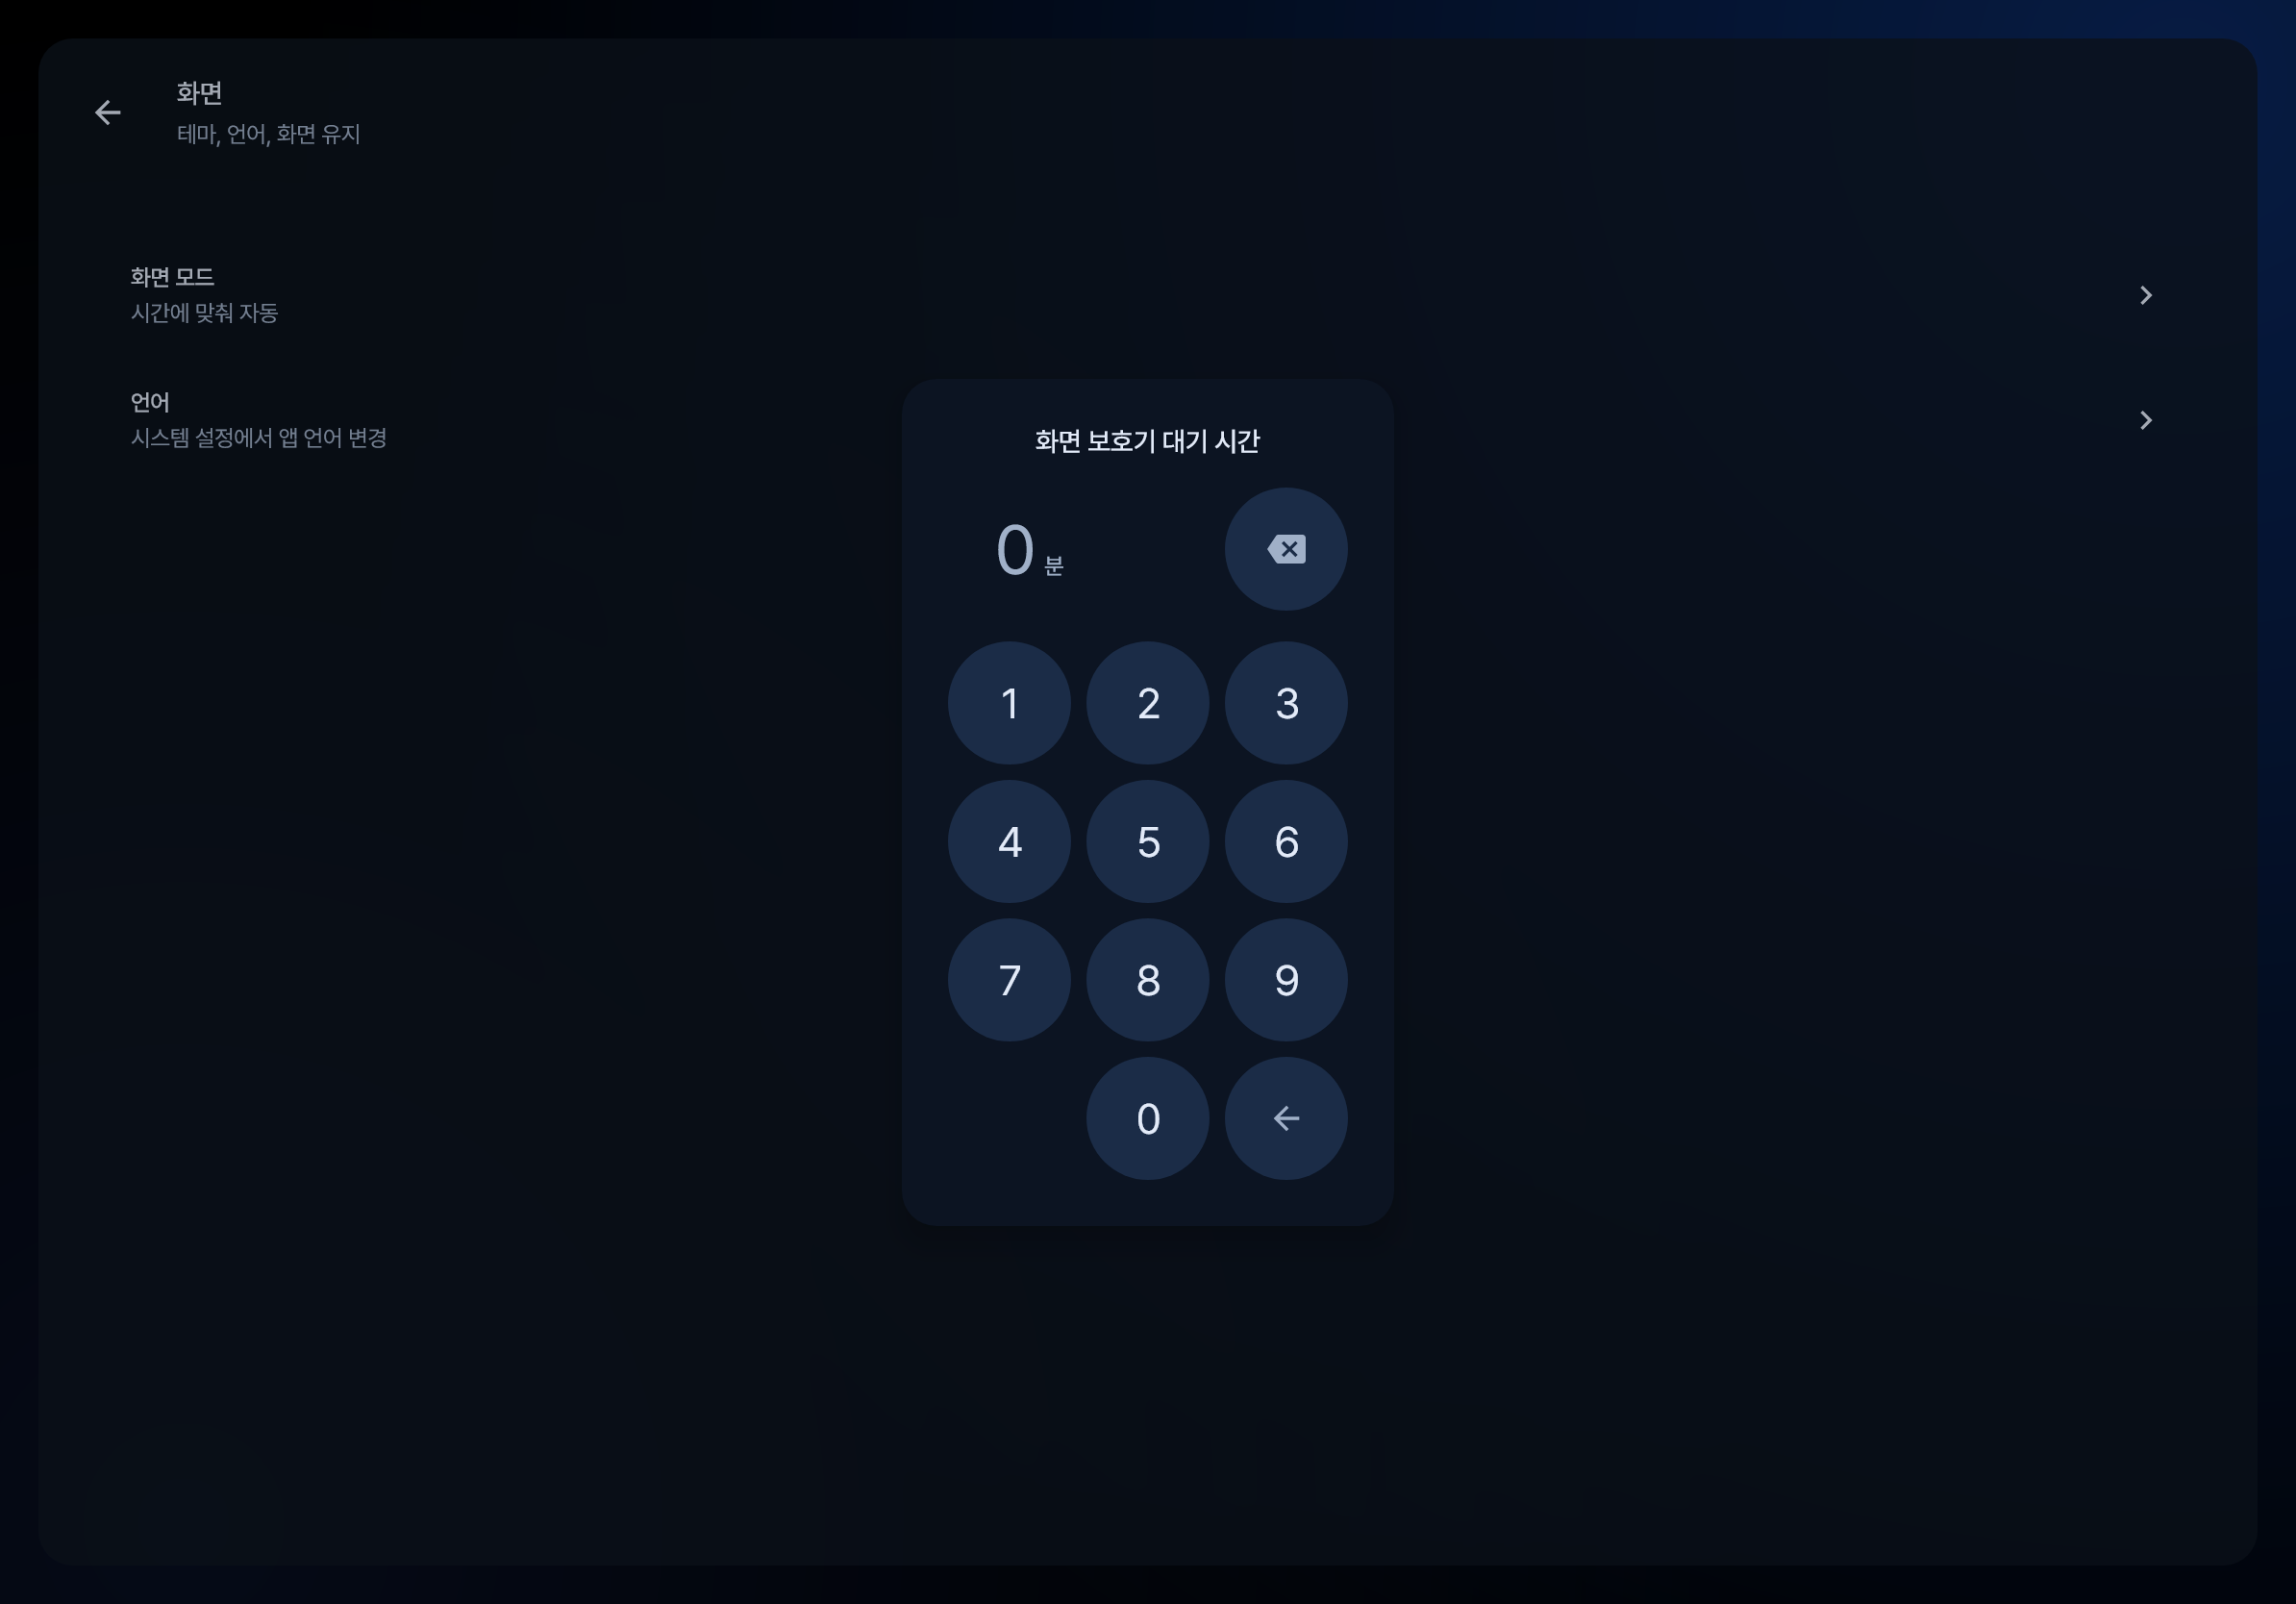 화면
테마, 언어, 화면 유지
화면 모드
시간에 맞춰 자동
언어
시스템 설정에서 앱 언어 변경
화면 보호기 대기 시간
0 분
1 2 3
4 5 6
7 8 9
0